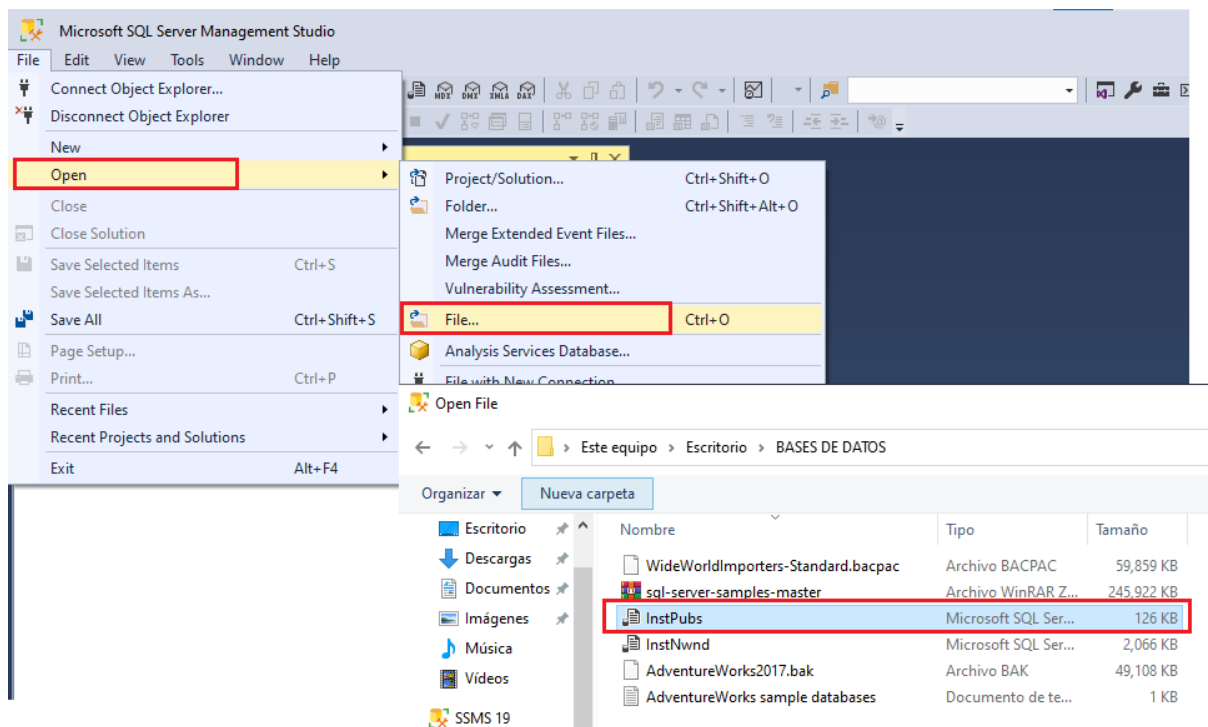 Microsoft SQL Server Management Studio
File Edit View Tools Window Help
Connect Object Explorer...
Disconnect Object Explorer
New
Open
Close
Close Solution
Save Selected Items Ctrl+S
Save Selected Items As...
Save All Ctrl+Shift+S
Page Setup...
Print... Ctrl+P
Recent Files
Recent Projects and Solutions
Exit Alt+F4
MDX DMX XMLA DAX
Project/Solution... Ctrl+Shift+O
Folder... Ctrl+Shift+Alt+O
Merge Extended Event Files...
Merge Audit Files...
Vulnerability Assessment...
File... Ctrl+O
Analysis Services Database...
File with New Connection
Open File
Este equipo > Escritorio > BASES DE DATOS
Organizar Nueva carpeta
Escritorio
Descargas
Documentos
Imágenes
Música
Vídeos
SSMS 19
Nombre Tipo Tamaño
WideWorldImporters-Standard.bacpac Archivo BACPAC 59,859 KB
sql-server-samples-master Archivo WinRAR Z... 245,922 KB
InstPubs Microsoft SQL Ser... 126 KB
InstNwnd Microsoft SQL Ser... 2,066 KB
AdventureWorks2017.bak Archivo BAK 49,108 KB
AdventureWorks sample databases Documento de te... 1 KB